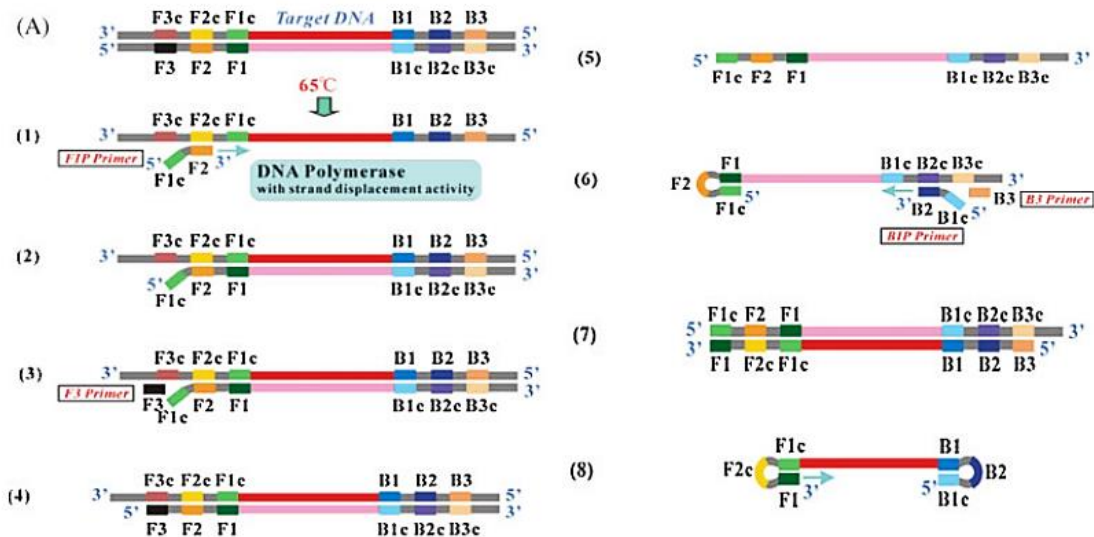 (A)
F3c F2c F1c Target DNA B1 B2 B3
3’ 5’
5’ 3’
F3 F2 F1 B1c B2c B3c
65℃
(1)
F3c F2c F1c B1 B2 B3
3’ 5’
F1P Primer
5’ F1c F2 3’
DNA Polymerase
with strand displacement activity
(2)
F3c F2c F1c B1 B2 B3
3’ 5’
5’ 3’
F1c F2 F1 B1c B2c B3c
(3)
F3c F2c F1c B1 B2 B3
3’ 5’
F3 Primer
3’
F3 F1c F2 F1 B1c B2c B3c
(4)
F3c F2c F1c B1 B2 B3
3’ 5’
5’ 3’
F3 F2 F1 B1c B2c B3c
(5)
5’ 3’
F1c F2 F1 B1c B2c B3c
(6)
F1 B1c B2c B3c
F2 3’
F1c 5’ 3’ B2 B1c 5’ B3
B3 Primer
B1P Primer
(7)
F1c F2 F1 B1c B2c B3c
5’ 3’
3’ 5’
F1 F2c F1c B1 B2 B3
(8)
F1c B1
F2c B2
F1 3’ 5’ B1c